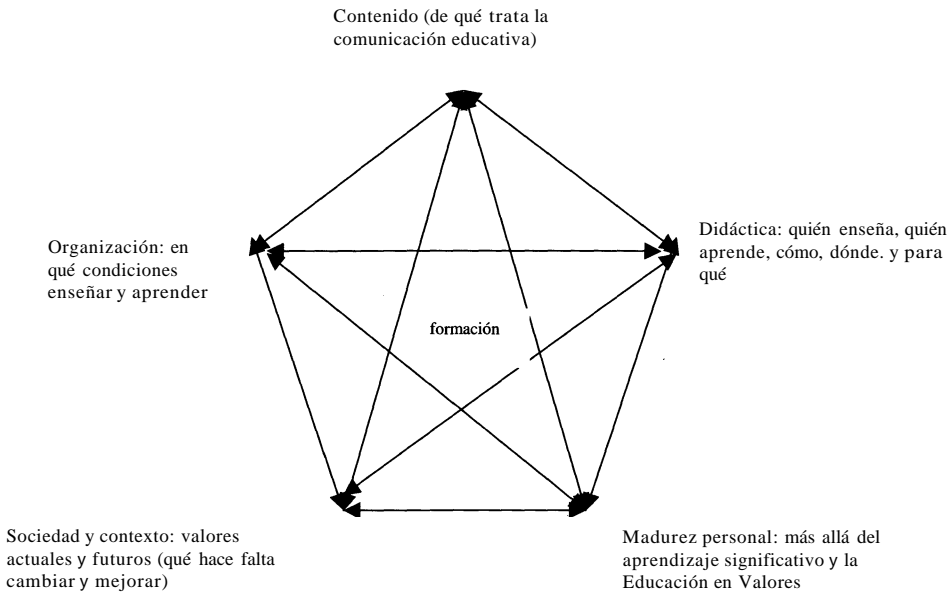 Contenido (de qué trata la
comunicación educativa)
Organización: en
qué condiciones
enseñar y aprender
Didáctica: quién enseña, quién
aprende, cómo, dónde. y para
qué
formación
Sociedad y contexto: valores
actuales y futuros (qué hace falta
cambiar y mejorar)
Madurez personal: más allá del
aprendizaje significativo y la
Educación en Valores